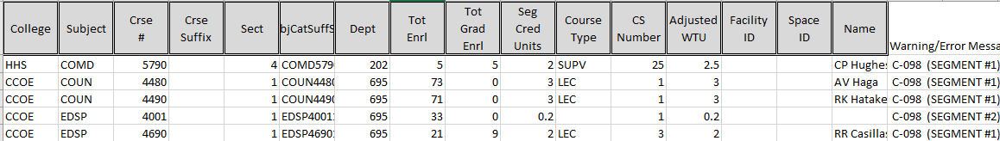 College Subject Crse # Crse Suffix Sect bjCatSuffS Dept Tot Enrl Tot Grad Enrl Seg Cred Units Course Type CS Number Adjusted WTU Facility ID Space ID Name Warning/Error Messa
HHS COMD 5790 4 COMD579 202 5 5 2 SUPV 25 2.5 CP Hughes C-098 (SEGMENT #1)
CCOE COUN 4480 1 COUN4480 695 73 0 3 LEC 1 3 AV Haga C-098 (SEGMENT #1)
CCOE COUN 4490 1 COUN4490 695 71 0 3 LEC 1 3 RK Hatake C-098 (SEGMENT #1)
CCOE EDSP 4001 1 EDSP40011 695 33 0 0.2 1 0.2 C-098 (SEGMENT #2)
CCOE EDSP 4690 1 EDSP4690 695 21 9 2 LEC 3 2 RR Casillas C-098 (SEGMENT #1)